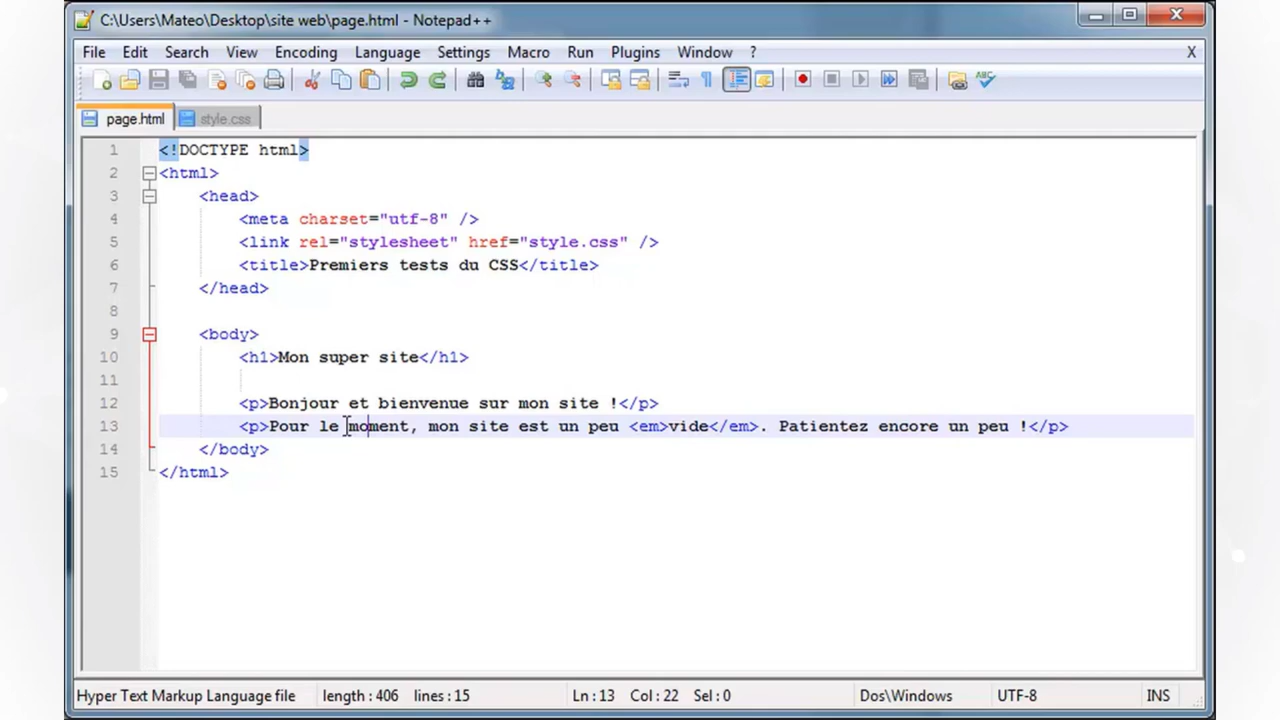 C:\Users\Mateo\Desktop\site web\page.html - Notepad++
File Edit Search View Encoding Language Settings Macro Run Plugins Window ? X
ABC
page.html style.css
1 <!DOCTYPE html>
2 <html>
3 <head>
4 <meta charset="utf-8" />
5 <link rel="stylesheet" href="style.css" />
6 <title>Premiers tests du CSS</title>
7 </head>
8
9 <body>
10 <h1>Mon super site</h1>
11
12 <p>Bonjour et bienvenue sur mon site !</p>
13 <p>Pour le moment, mon site est un peu <em>vide</em>. Patientez encore un peu !</p>
14 </body>
15 </html>
Hyper Text Markup Language file length : 406 lines : 15 Ln : 13 Col : 22 Sel : 0 Dos\Windows UTF-8 INS